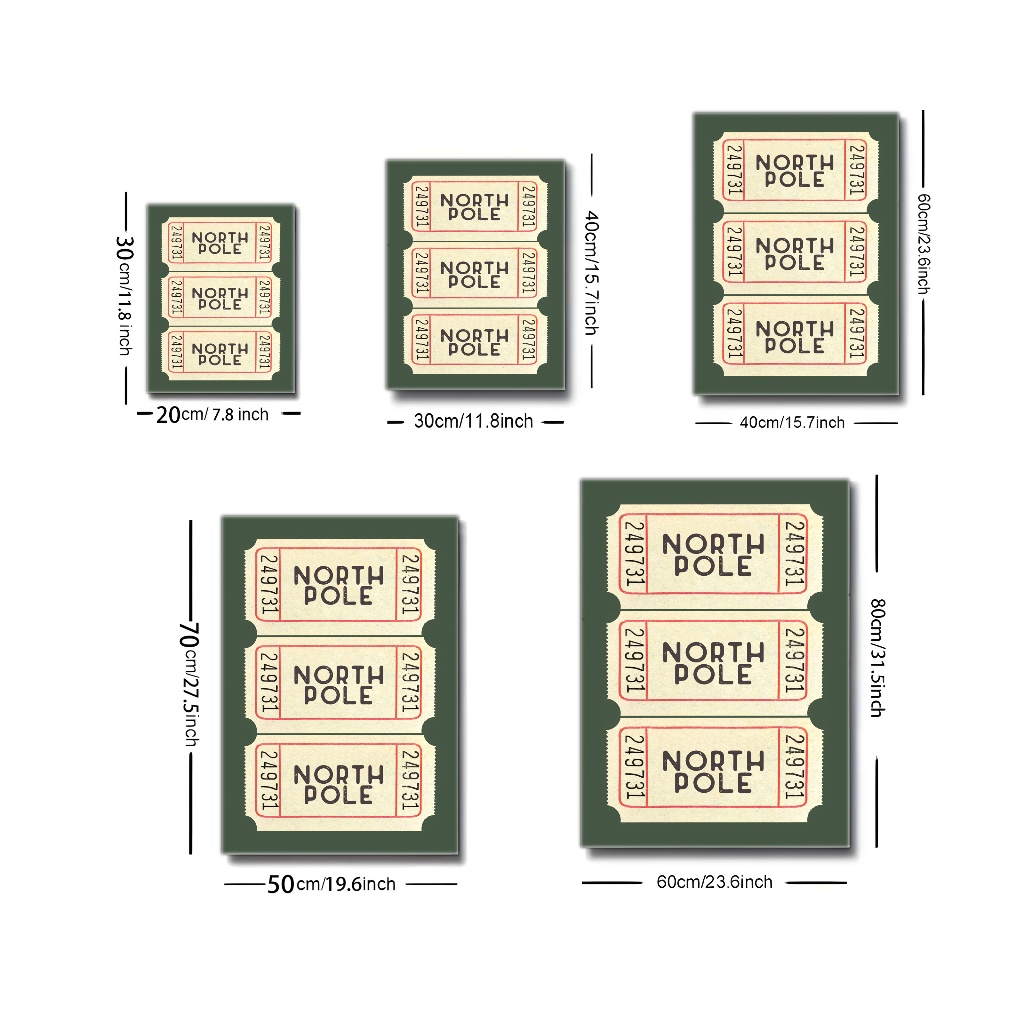 249731
NORTH
POLE
249731
249731
NORTH
POLE
249731
249731
NORTH
POLE
249731
30cm/11.8 inch
20cm/ 7.8 inch
249731
NORTH
POLE
249731
249731
NORTH
POLE
249731
249731
NORTH
POLE
249731
40cm/15.7inch
30cm/11.8inch
249731
NORTH
POLE
249731
249731
NORTH
POLE
249731
249731
NORTH
POLE
249731
60cm/23.6inch
40cm/15.7inch
70cm/27.5inch
249731
NORTH
POLE
249731
249731
NORTH
POLE
249731
249731
NORTH
POLE
249731
50cm/19.6inch
249731
NORTH
POLE
249731
249731
NORTH
POLE
249731
249731
NORTH
POLE
249731
80cm/31.5inch
60cm/23.6inch